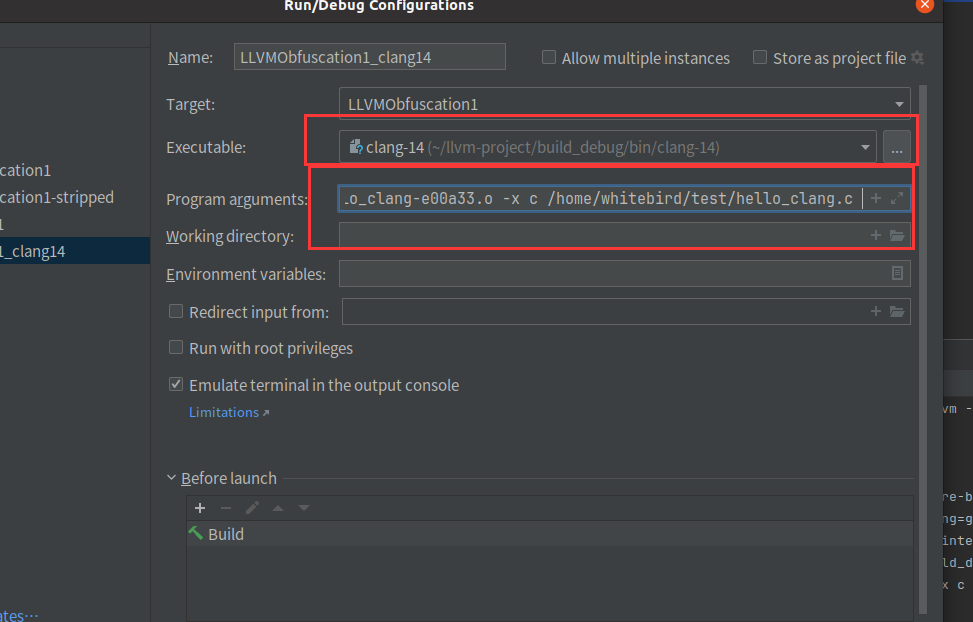 Run/Debug Configurations
Name: LLVMObfuscation1_clang14 Allow multiple instances Store as project file
Target: LLVMObfuscation1
Executable: clang-14 (~/llvm-project/build_debug/bin/clang-14) ...
cation1
Program arguments: .o_clang-e00a33.o -x c /home/whitebird/test/hello_clang.c
cation1-stripped
1
Working directory:
1_clang14
Environment variables:
Redirect input from:
Run with root privileges
Emulate terminal in the output console
Limitations
vm -
Before launch
re-b
ng=g
Build
inte
ld_d
x c
ates...